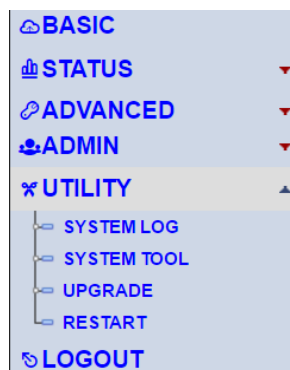 BASIC
STATUS
ADVANCED
ADMIN
UTILITY
SYSTEM LOG
SYSTEM TOOL
UPGRADE
RESTART
LOGOUT